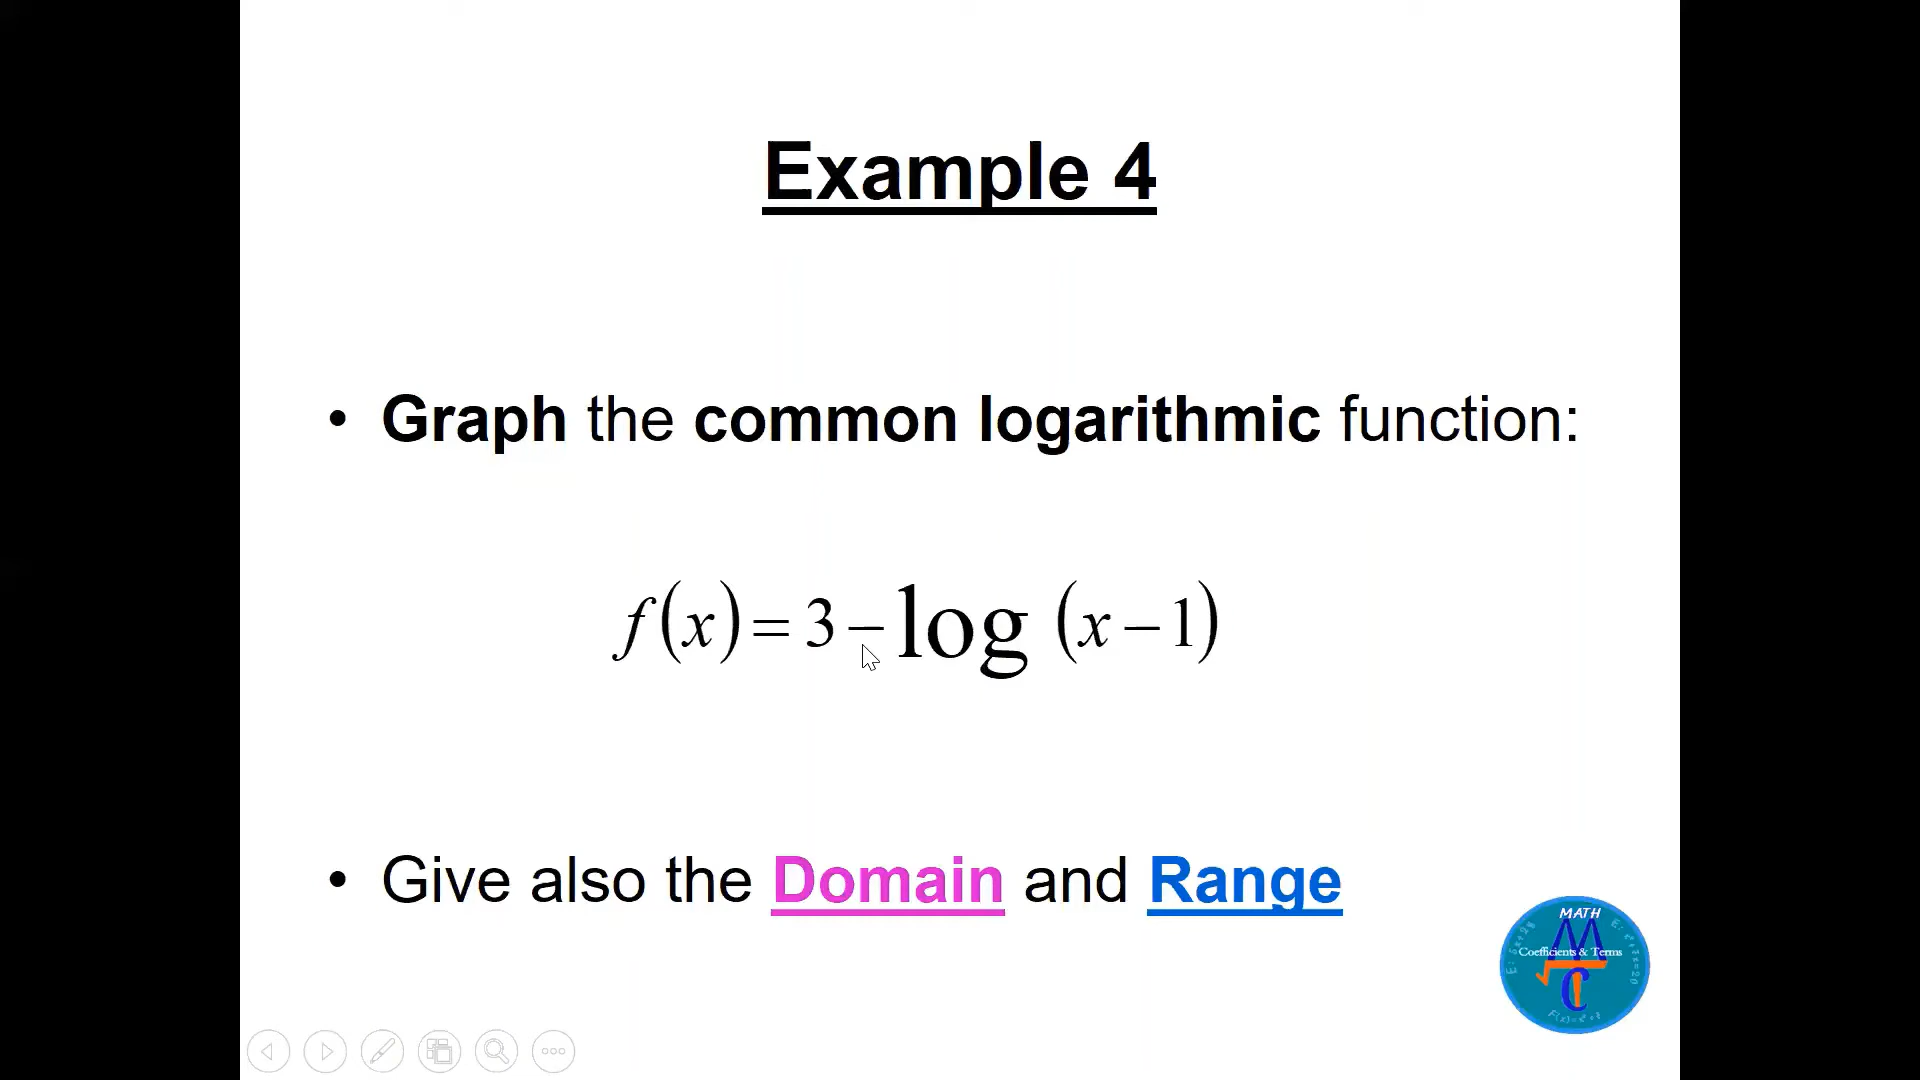 Example 4
• Graph the common logarithmic function:
f(x) = 3 − log (x − 1)
• Give also the Domain and Range
MATH
Coefficients & Terms